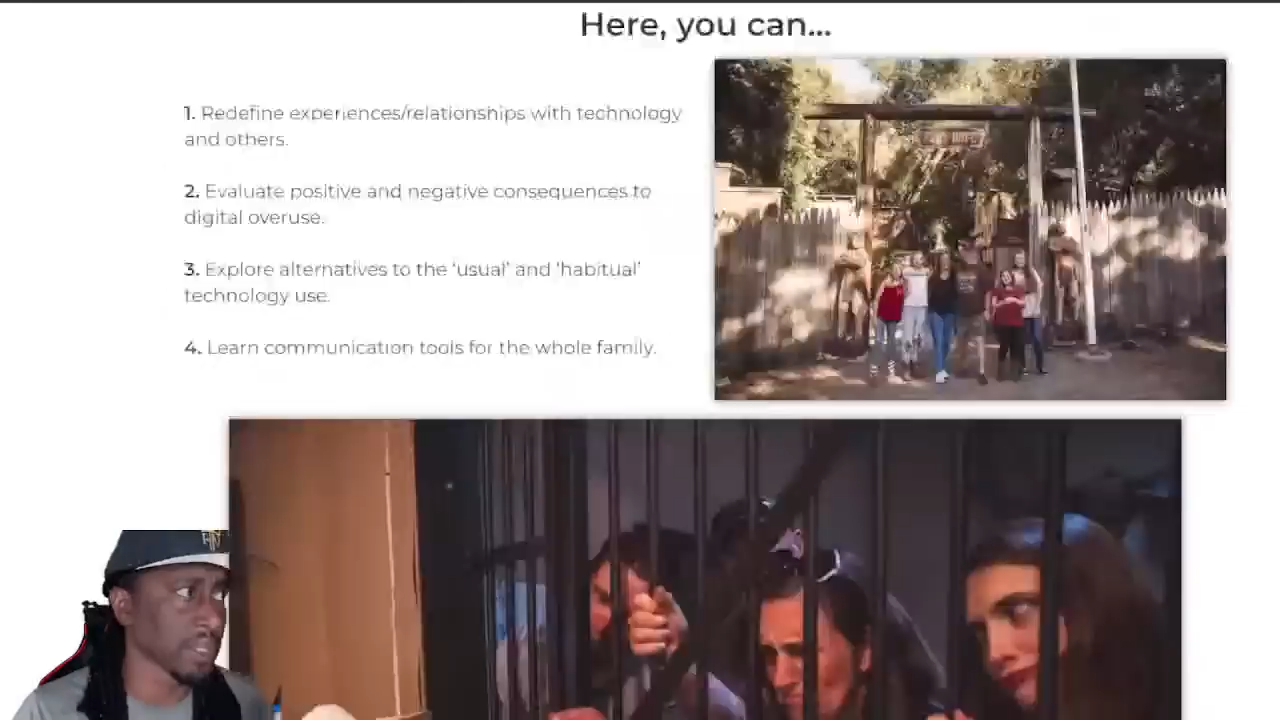 Here, you can...
1. Redefine experiences/relationships with technology
and others.
2. Evaluate positive and negative consequences to
digital overuse.
3. Explore alternatives to the ‘usual’ and ‘habitual’
technology use.
4. Learn communication tools for the whole family.